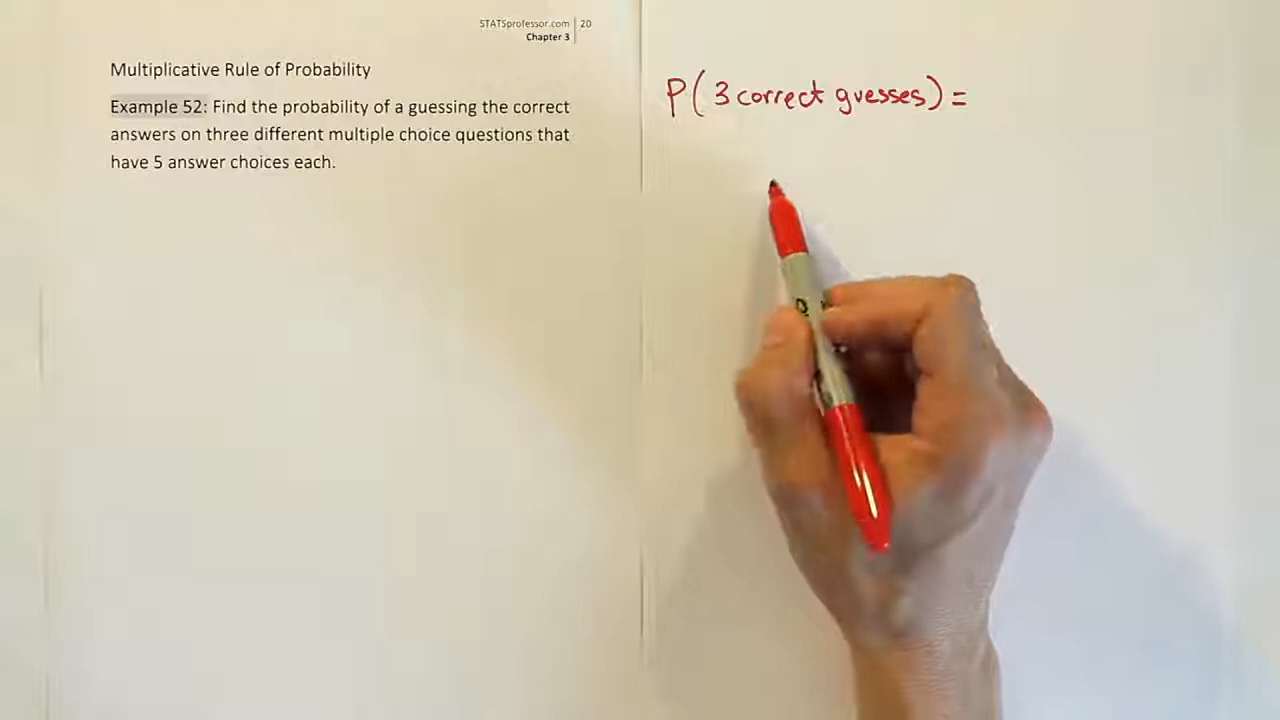 STATSprofessor.com | 20
Chapter 3
Multiplicative Rule of Probability
Example 52: Find the probability of a guessing the correct
answers on three different multiple choice questions that
have 5 answer choices each.
P( 3 correct guesses) =